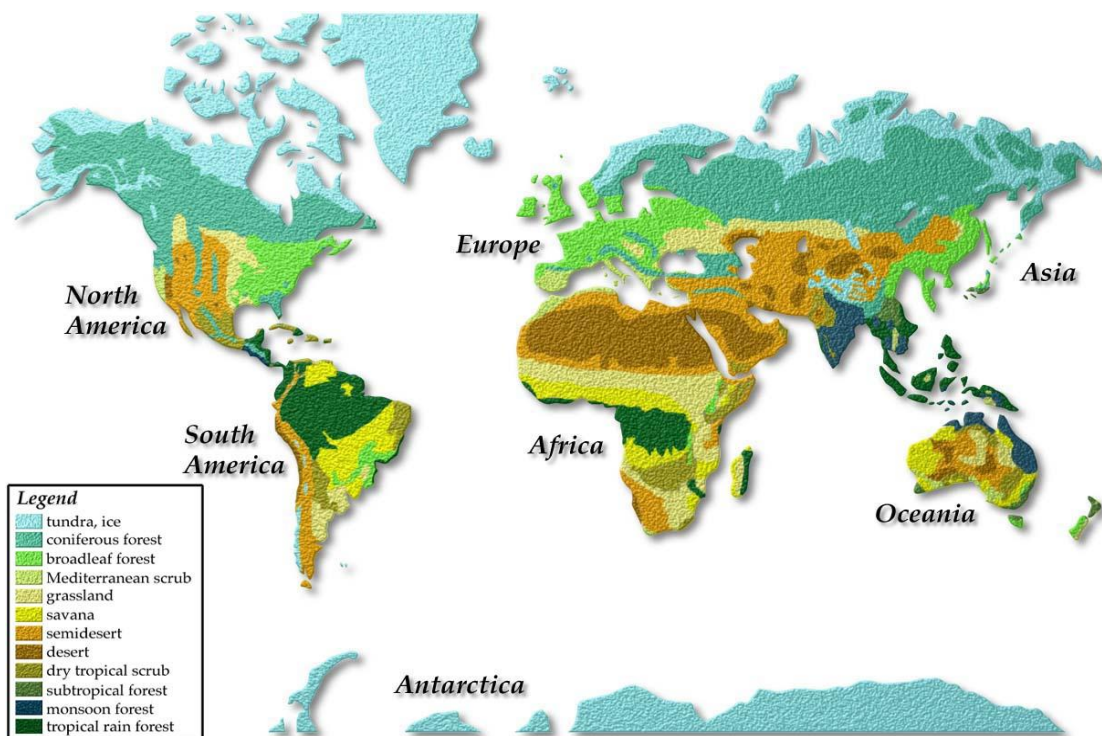 Europe
Asia
North
America
South
America
Africa
Oceania
Antarctica
Legend
tundra, ice
coniferous forest
broadleaf forest
Mediterranean scrub
grassland
savana
semidesert
desert
dry tropical scrub
subtropical forest
monsoon forest
tropical rain forest